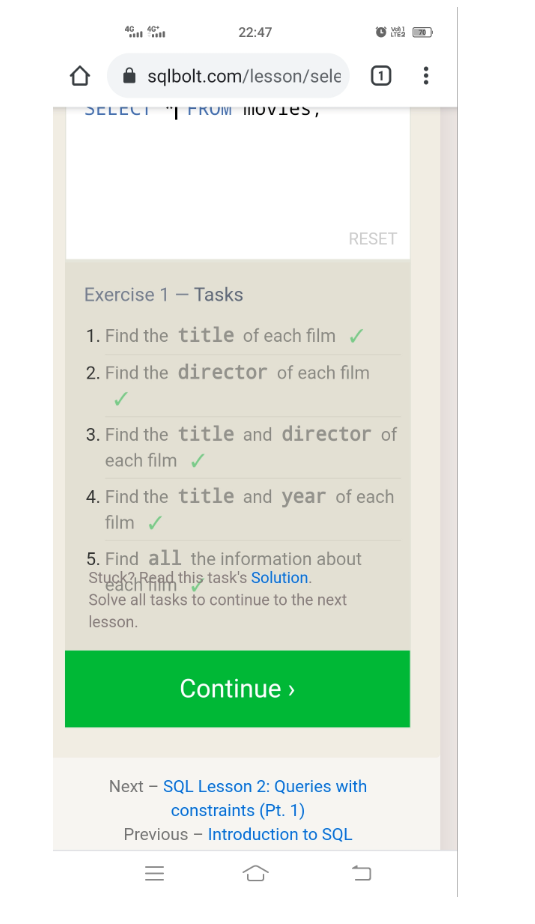 4G 4G+ 22:47 70
sqlbolt.com/lesson/sele 1
SELECT * FROM movies;
RESET
Exercise 1 — Tasks
1. Find the title of each film ✓
2. Find the director of each film
✓
3. Find the title and director of
each film ✓
4. Find the title and year of each
film ✓
5. Find all the information about
each film ✓
Stuck? Read this task's Solution.
Solve all tasks to continue to the next
lesson.
Continue ›
Next – SQL Lesson 2: Queries with
constraints (Pt. 1)
Previous – Introduction to SQL